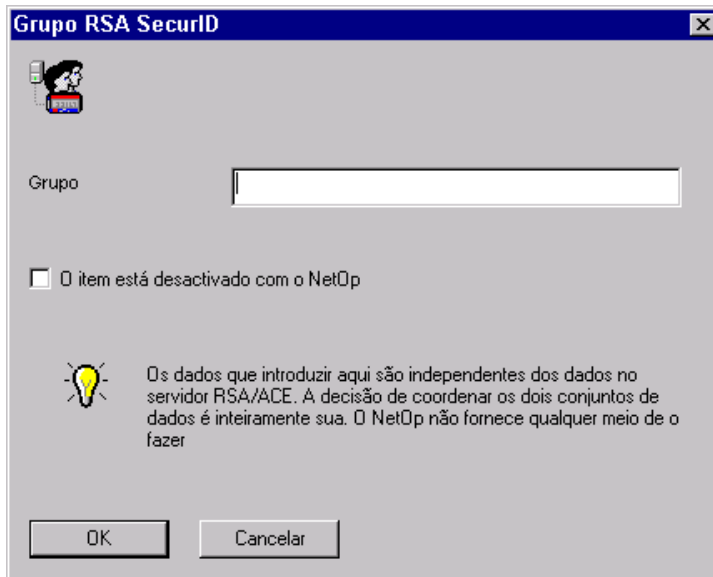 Grupo RSA SecurID
Grupo
O item está desactivado com o NetOp
Os dados que introduzir aqui são independentes dos dados no
servidor RSA/ACE. A decisão de coordenar os dois conjuntos de
dados é inteiramente sua. O NetOp não fornece qualquer meio de o
fazer
OK
Cancelar